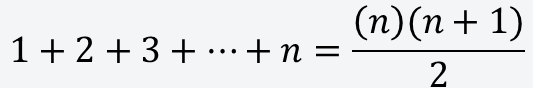 1 + 2 + 3 + ⋯ + n = (n)(n + 1) / 2